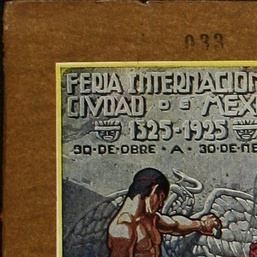 033
FERIA INTERNACION
CIVDAD DE MEX
1325-1925
30-DE-OBRE • A • 30-DE-NE